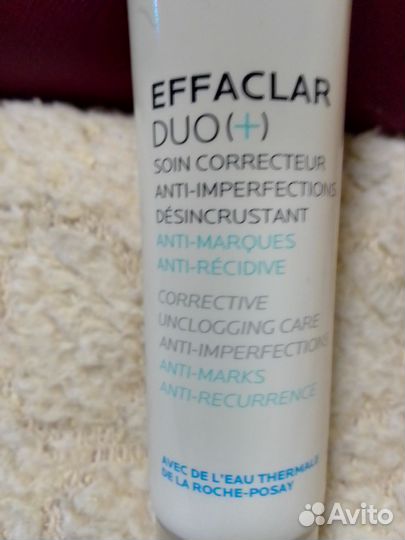 EFFACLAR
DUO(+)
SOIN CORRECTEUR
ANTI-IMPERFECTIONS
DÉSINCRUSTANT
ANTI-MARQUES
ANTI-RÉCIDIVE
CORRECTIVE
UNCLOGGING CARE
ANTI-IMPERFECTIONS
ANTI-MARKS
ANTI-RECURRENCE
AVEC DE L'EAU THERMALE
DE LA ROCHE-POSAY
Avito